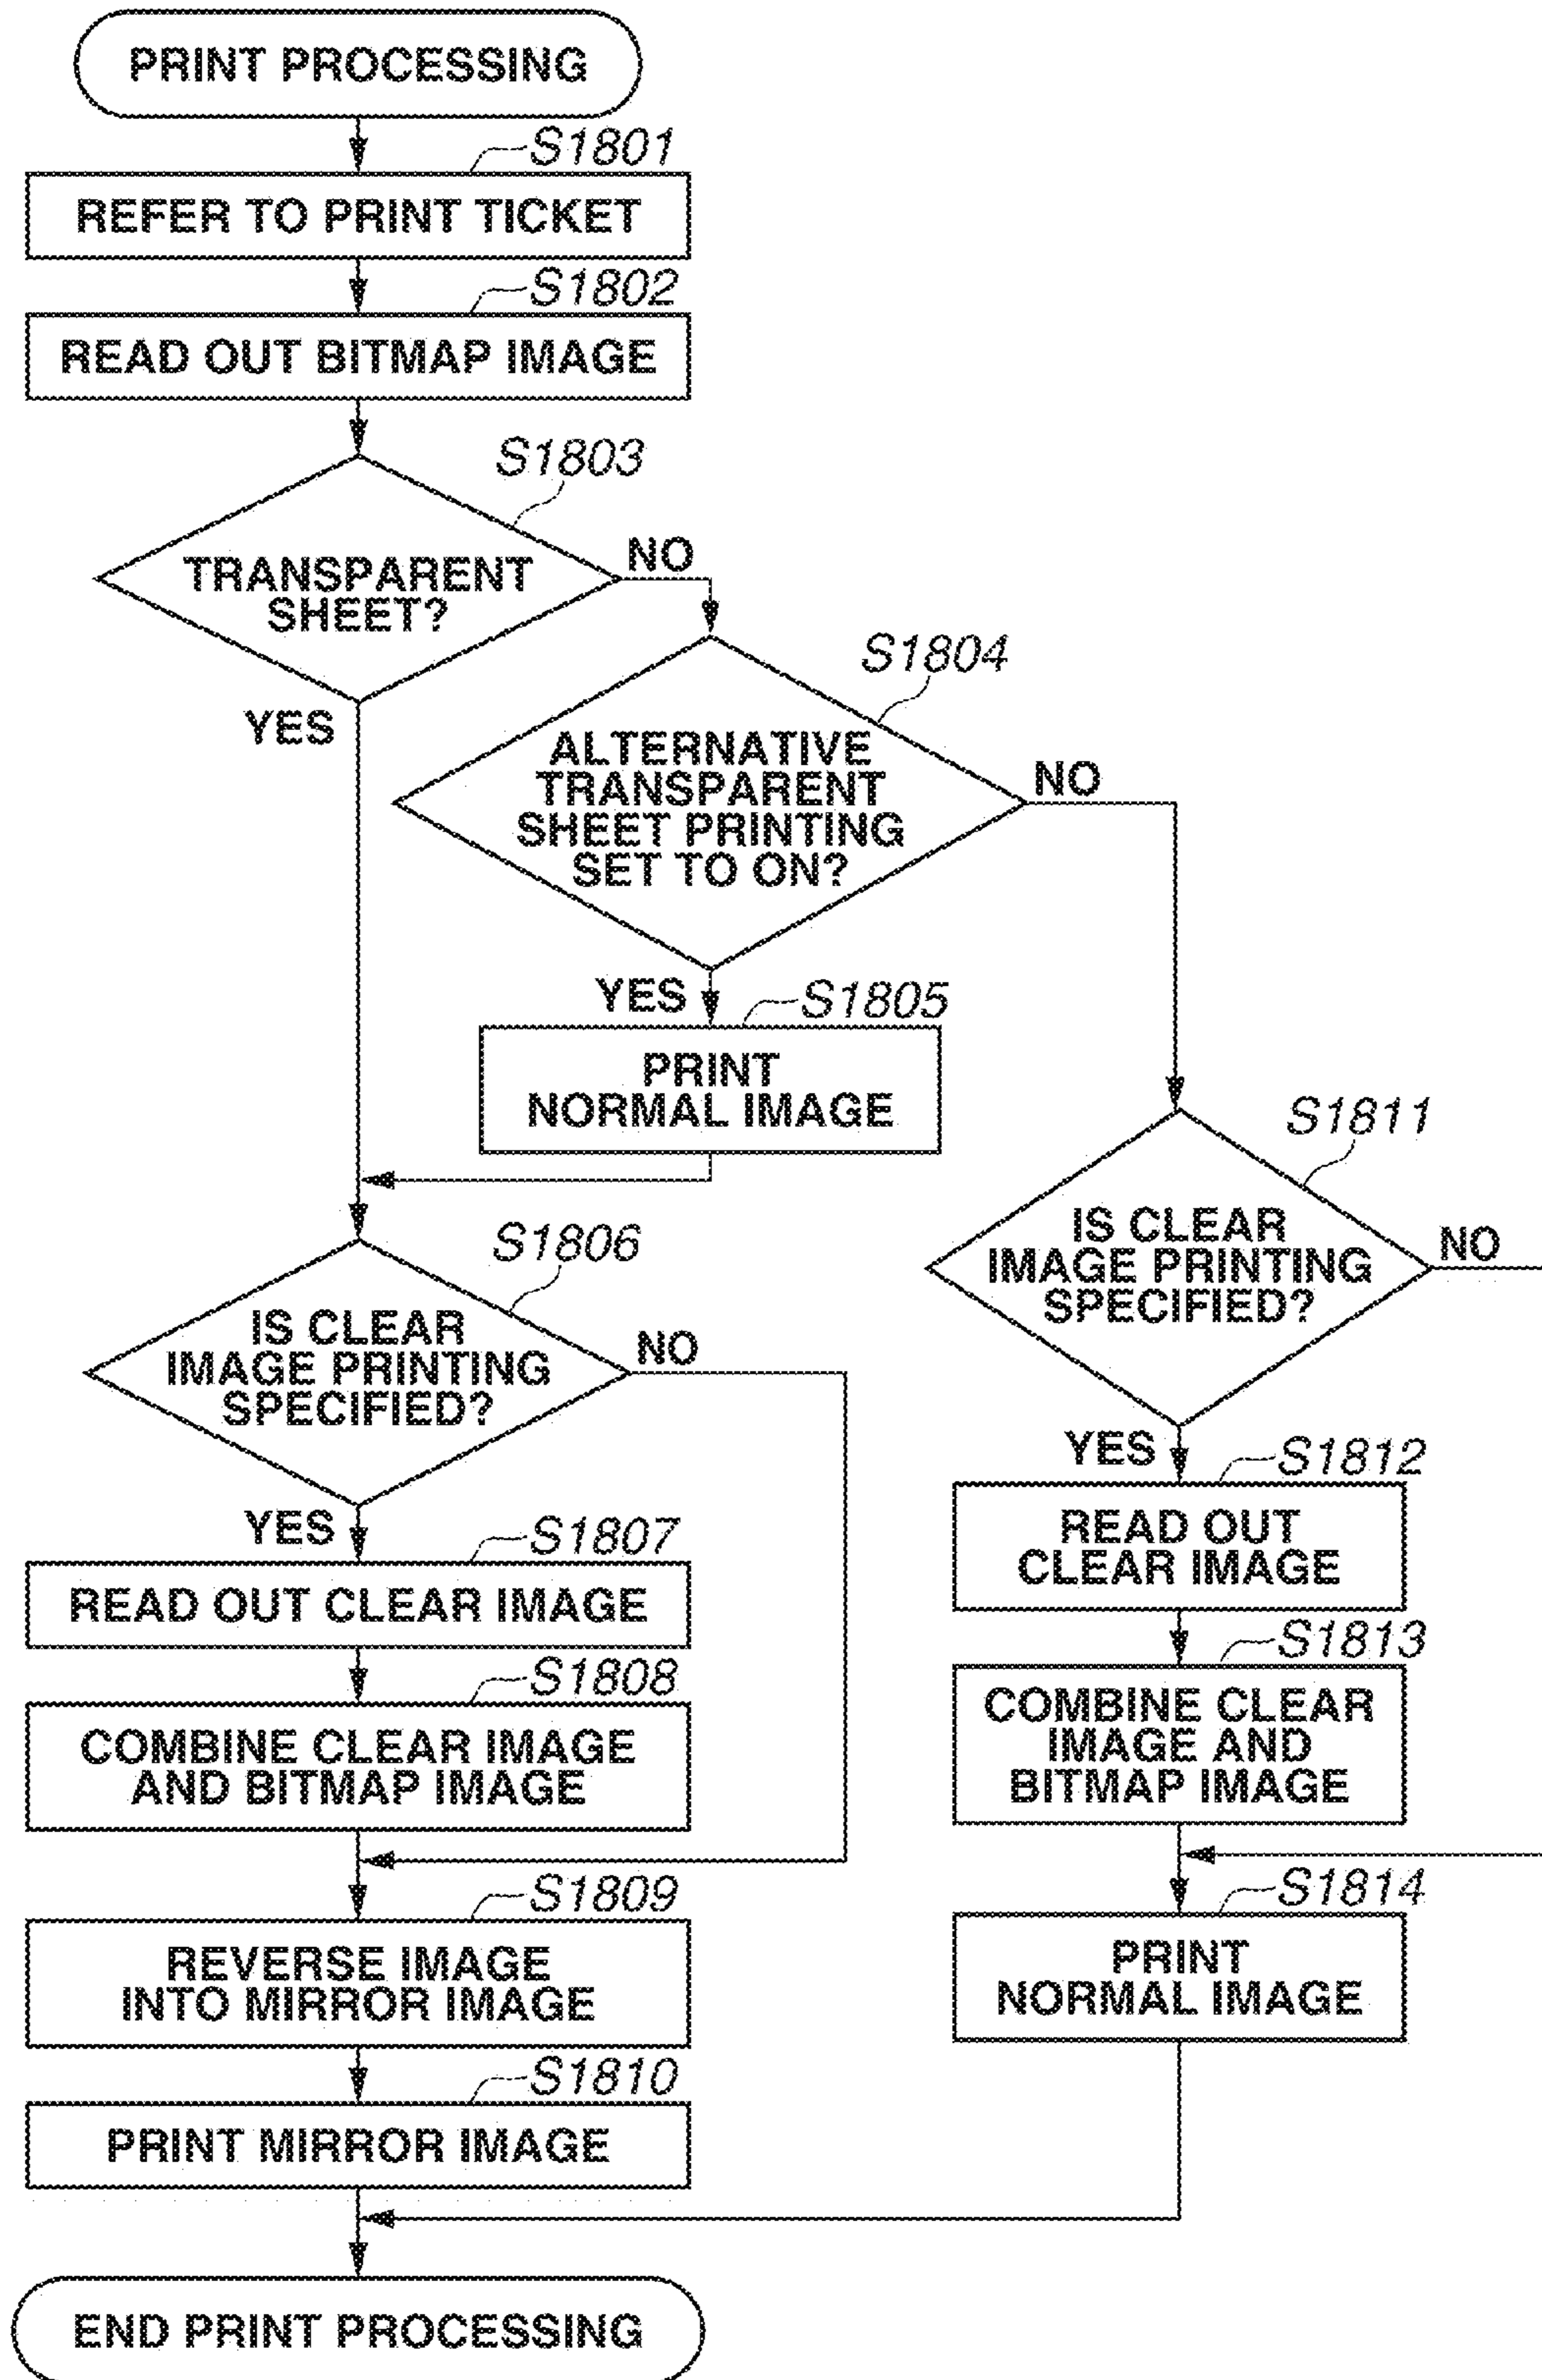 PRINT PROCESSING
S1801
REFER TO PRINT TICKET
S1802
READ OUT BITMAP IMAGE
S1803
TRANSPARENT
SHEET?
NO
YES
S1804
ALTERNATIVE
TRANSPARENT
SHEET PRINTING
SET TO ON?
NO
YES
S1805
PRINT
NORMAL IMAGE
S1806
IS CLEAR
IMAGE PRINTING
SPECIFIED?
NO
YES
S1807
READ OUT CLEAR IMAGE
S1808
COMBINE CLEAR IMAGE
AND BITMAP IMAGE
S1809
REVERSE IMAGE
INTO MIRROR IMAGE
S1810
PRINT MIRROR IMAGE
S1811
IS CLEAR
IMAGE PRINTING
SPECIFIED?
NO
YES
S1812
READ OUT
CLEAR IMAGE
S1813
COMBINE CLEAR
IMAGE AND
BITMAP IMAGE
S1814
PRINT
NORMAL IMAGE
END PRINT PROCESSING